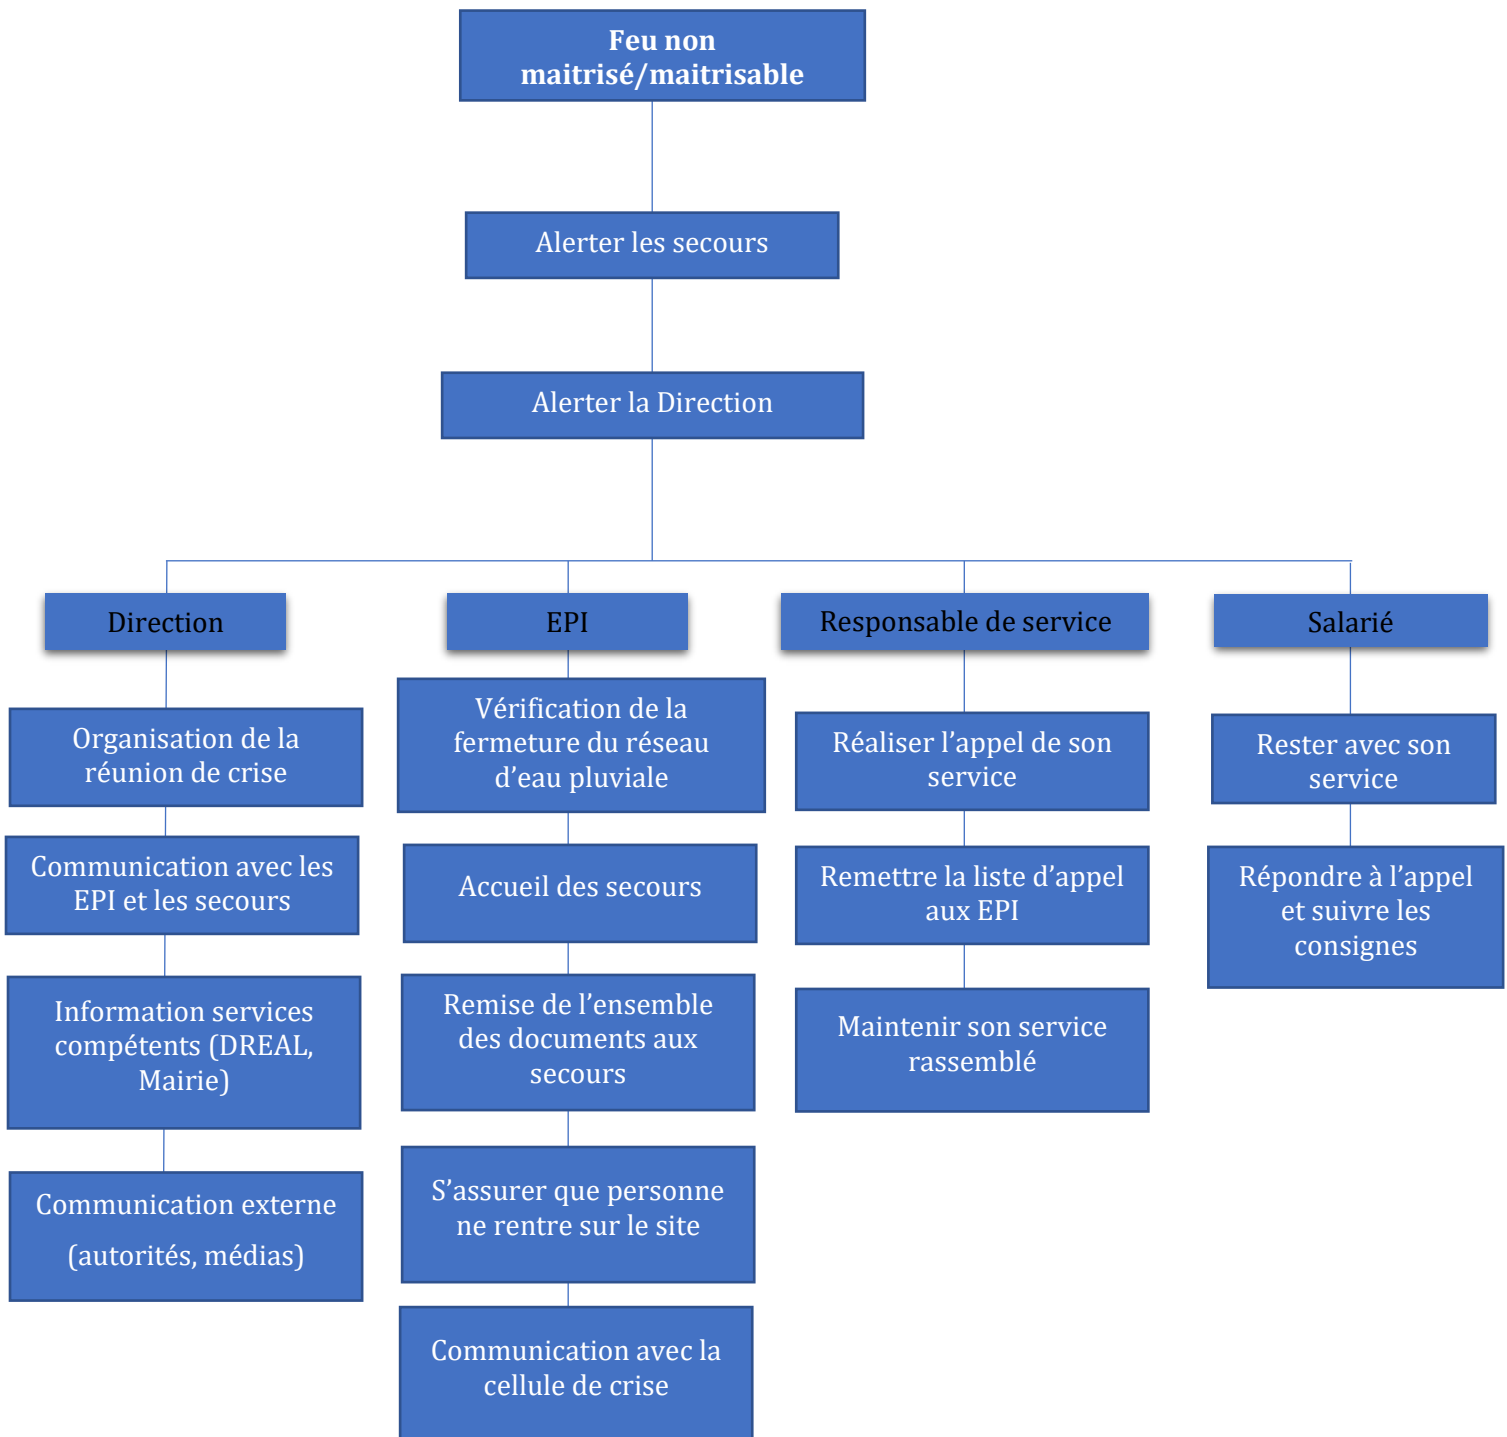 Feu non
maitrisé/maitrisable
Alerter les secours
Alerter la Direction
Direction
Organisation de la
réunion de crise
Communication avec les
EPI et les secours
Information services
compétents (DREAL,
Mairie)
Communication externe
(autorités, médias)
EPI
Vérification de la
fermeture du réseau
d’eau pluviale
Accueil des secours
Remise de l’ensemble
des documents aux
secours
S’assurer que personne
ne rentre sur le site
Communication avec la
cellule de crise
Responsable de service
Réaliser l’appel de son
service
Remettre la liste d’appel
aux EPI
Maintenir son service
rassemblé
Salarié
Rester avec son
service
Répondre à l’appel
et suivre les
consignes